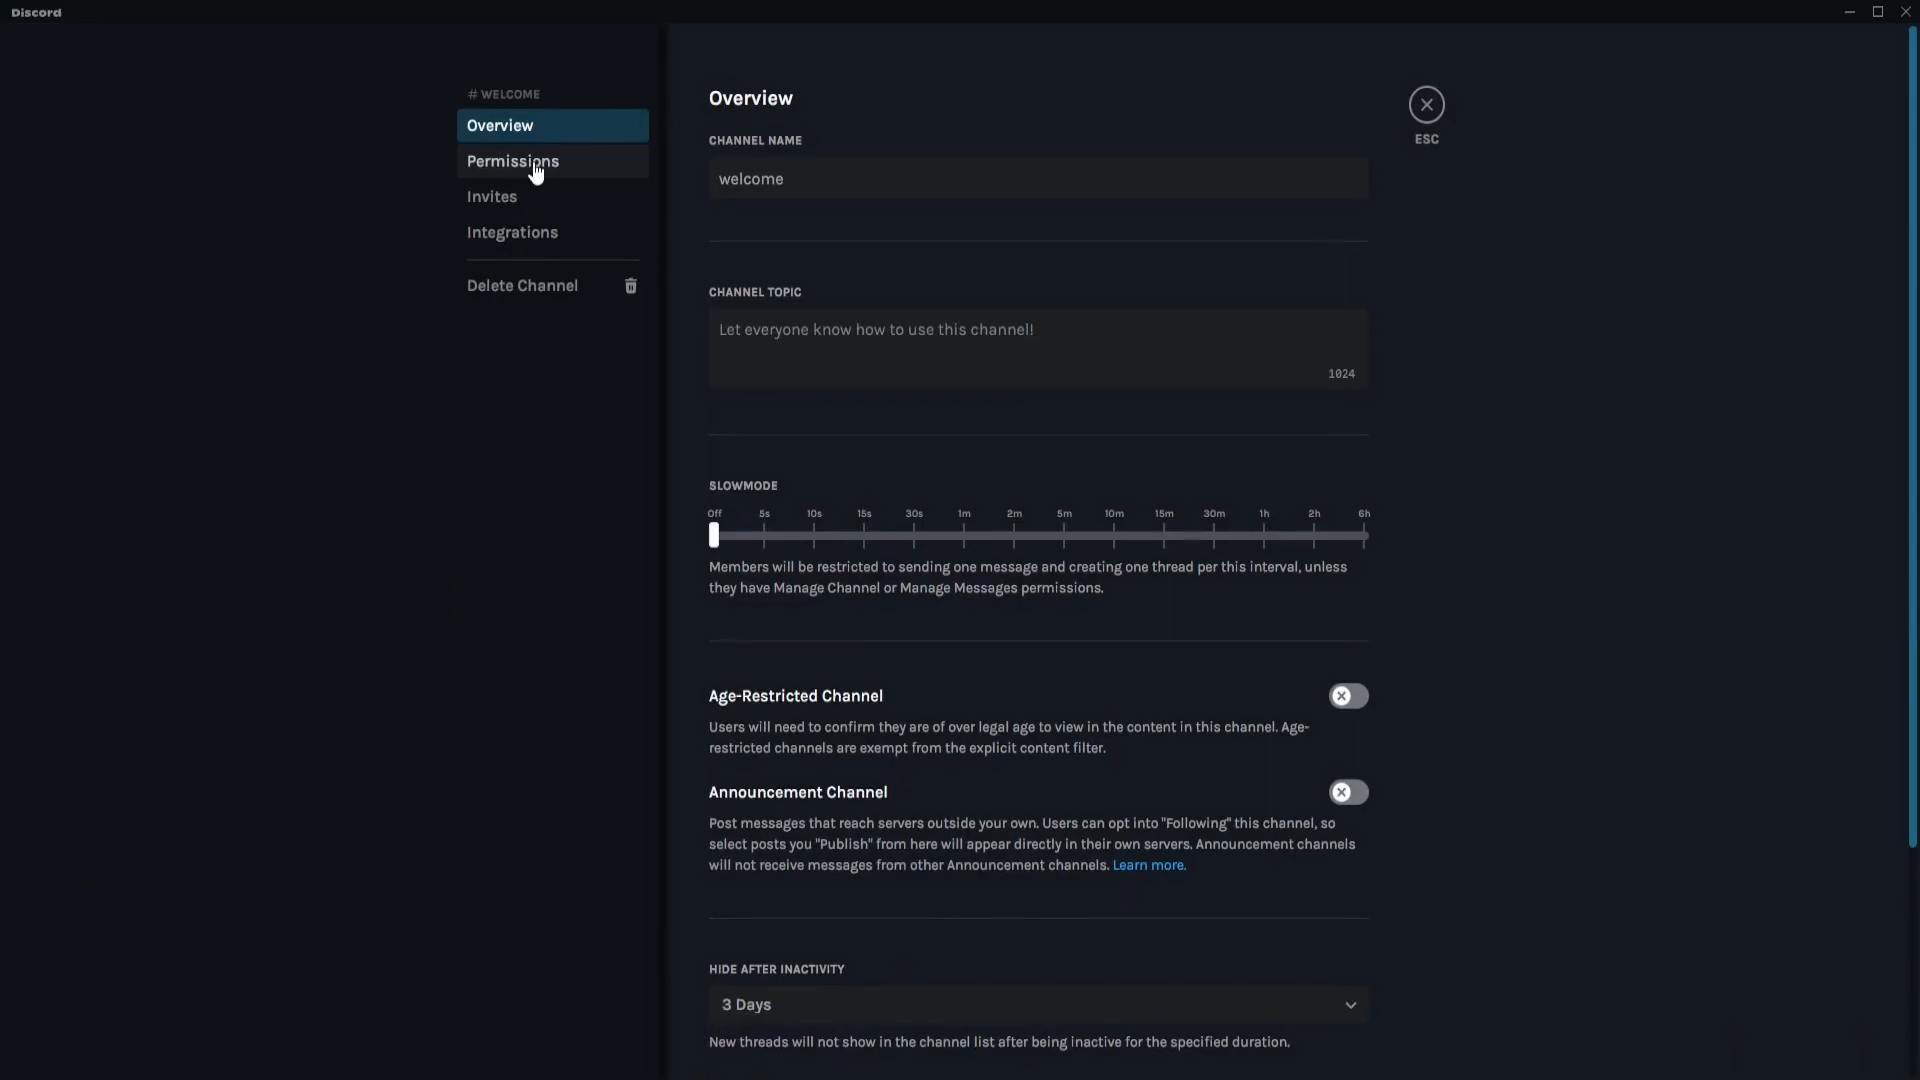 Discord
# WELCOME
Overview
Permissions
Invites
Integrations
Delete Channel
Overview
ESC
CHANNEL NAME
welcome
CHANNEL TOPIC
Let everyone know how to use this channel!
1024
SLOWMODE
Off 5s 10s 15s 30s 1m 2m 5m 10m 15m 30m 1h 2h 6h
Members will be restricted to sending one message and creating one thread per this interval, unless
they have Manage Channel or Manage Messages permissions.
Age-Restricted Channel
Users will need to confirm they are of over legal age to view in the content in this channel. Age-
restricted channels are exempt from the explicit content filter.
Announcement Channel
Post messages that reach servers outside your own. Users can opt into "Following" this channel, so
select posts you "Publish" from here will appear directly in their own servers. Announcement channels
will not receive messages from other Announcement channels. Learn more.
HIDE AFTER INACTIVITY
3 Days
New threads will not show in the channel list after being inactive for the specified duration.